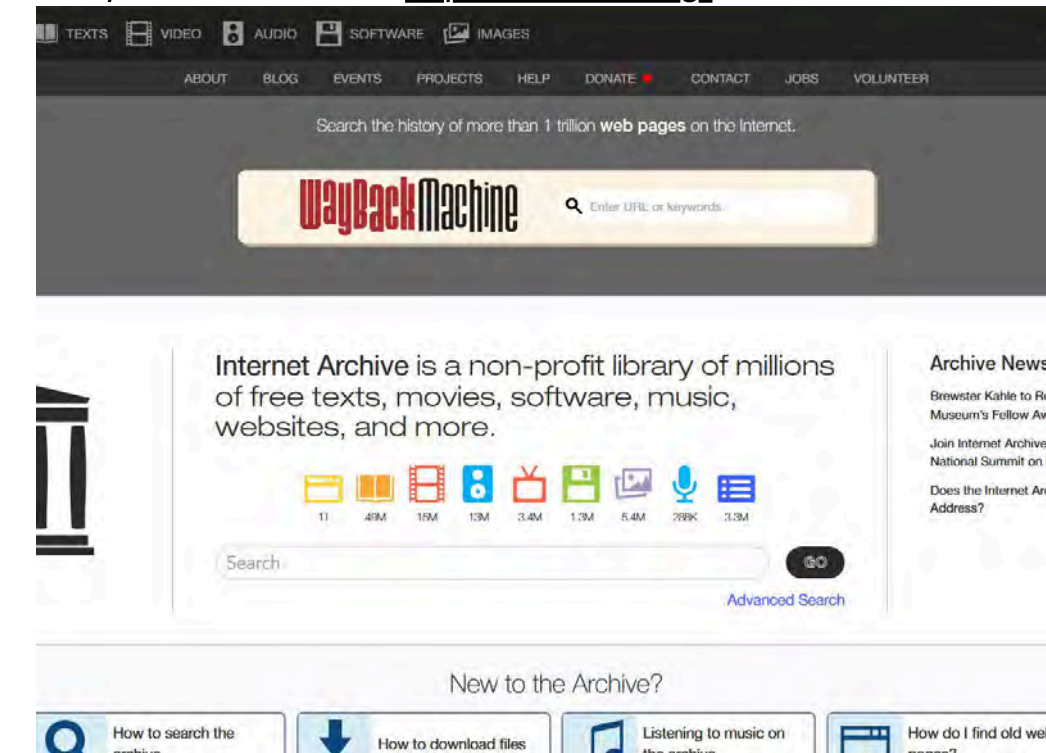 TEXTS VIDEO AUDIO SOFTWARE IMAGES
ABOUT BLOG EVENTS PROJECTS HELP DONATE CONTACT JOBS VOLUNTEER
Search the history of more than 1 trillion web pages on the Internet.
WayBackMachine
Enter URL or keywords
Internet Archive is a non-profit library of millions
of free texts, movies, software, music,
websites, and more.
49M 15M 13M 3.4M 1.3M 5.4M 288K 3.3M
Search
GO
Advanced Search
Archive News
Brewster Kahle to
Museum's Fellow
Join Internet Archive
National Summit on
Does the Internet
Address?
New to the Archive?
How to search the
How to download files
Listening to music on
How do I find old